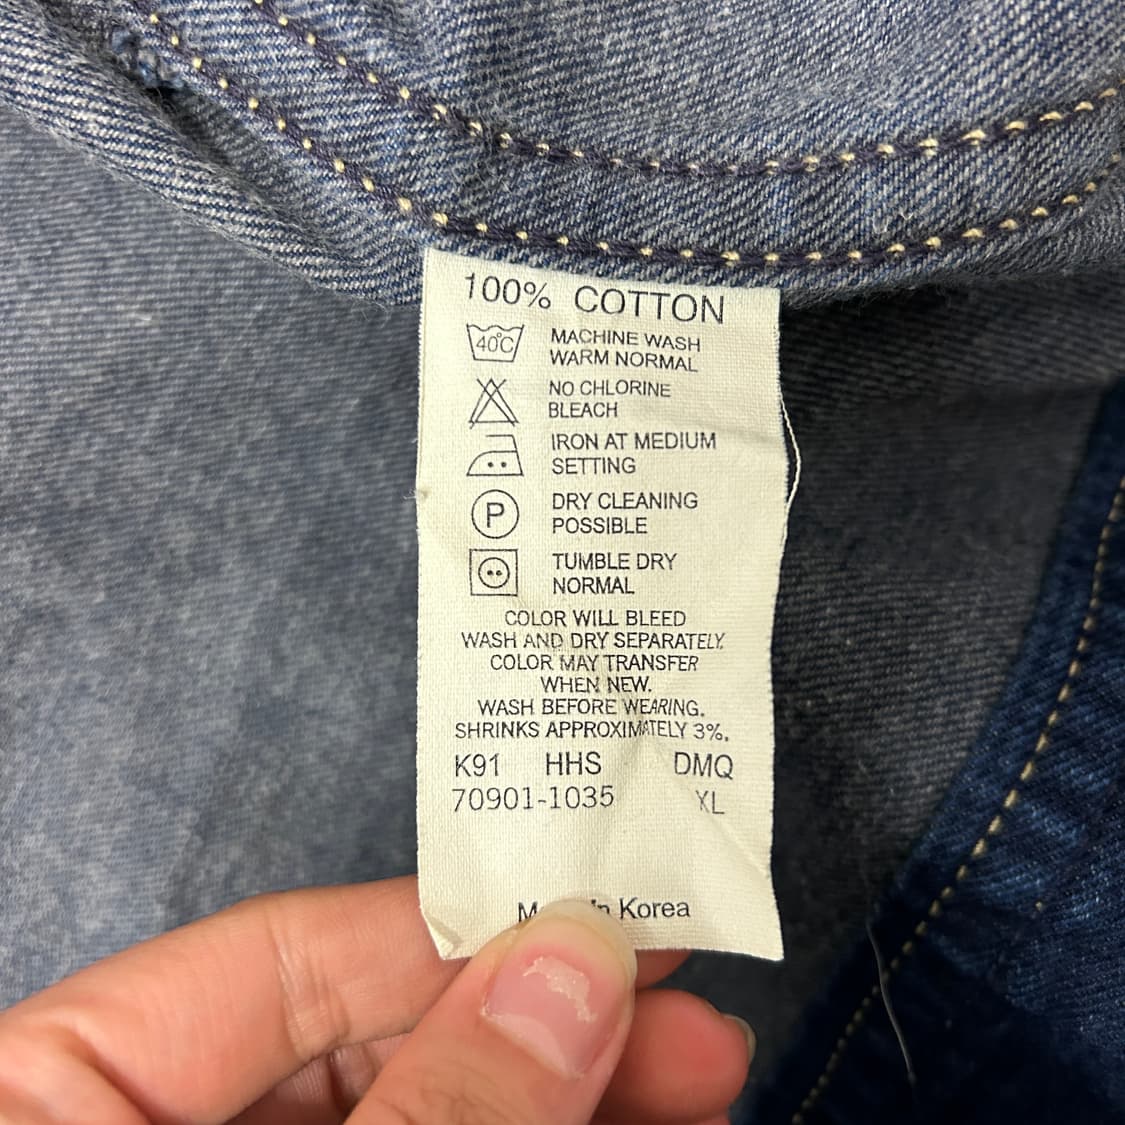 100% COTTON
40°C MACHINE WASH
WARM NORMAL
NO CHLORINE
BLEACH
IRON AT MEDIUM
SETTING
P DRY CLEANING
POSSIBLE
TUMBLE DRY
NORMAL
COLOR WILL BLEED
WASH AND DRY SEPARATELY.
COLOR MAY TRANSFER
WHEN NEW.
WASH BEFORE WEARING.
SHRINKS APPROXIMATELY 3%.
K91 HHS DMQ
70901-1035 XL
Korea